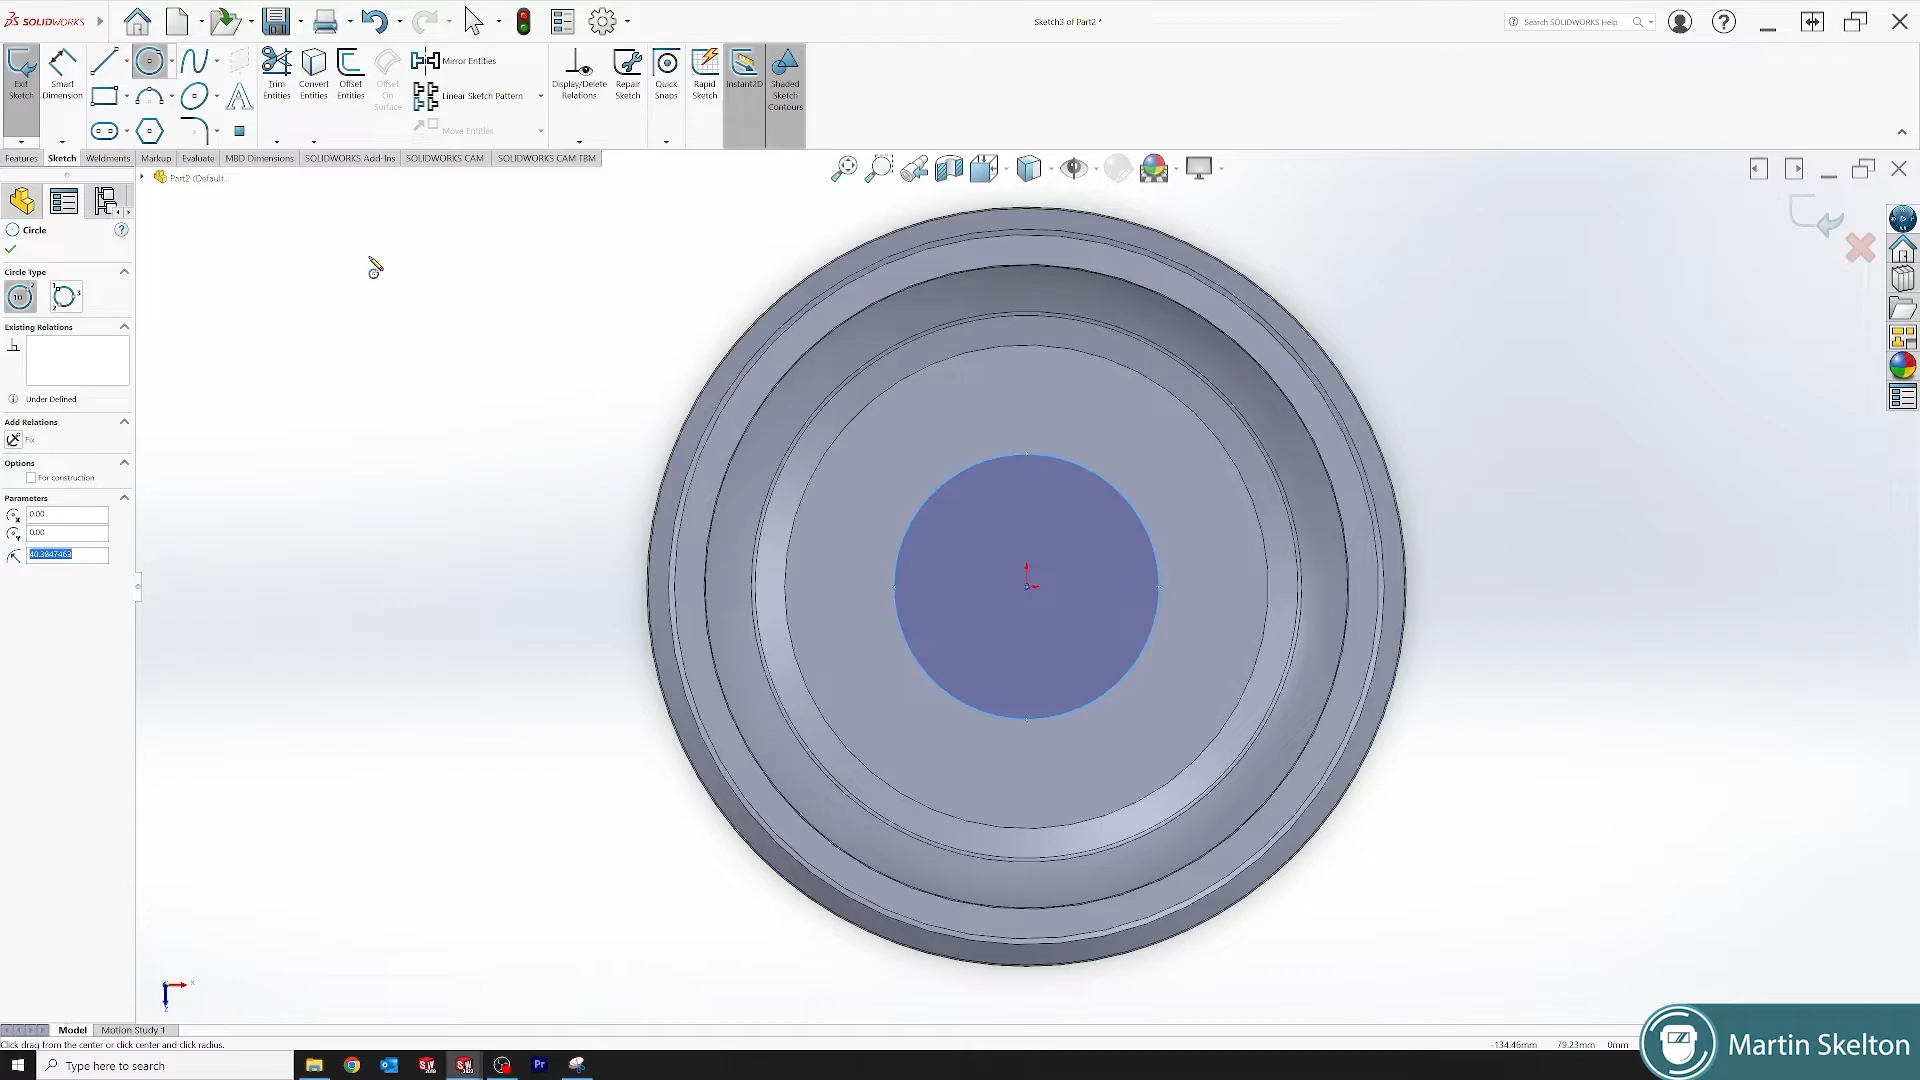 SOLIDWORKS
Sketch3 of Part2 *
Search SOLIDWORKS Help
Exit Sketch
Smart Dimension
Trim Entities
Convert Entities
Offset Entities
Offset On Surface
Mirror Entities
Linear Sketch Pattern
Move Entities
Display/Delete Relations
Repair Sketch
Quick Snaps
Rapid Sketch
Instant2D
Shaded Sketch Contours
Features
Sketch
Weldments
Markup
Evaluate
MBD Dimensions
SOLIDWORKS Add-Ins
SOLIDWORKS CAM
SOLIDWORKS CAM TBM
Part2 (Default...
Circle
Circle Type
Existing Relations
Under Defined
Add Relations
Fix
Options
For construction
Parameters
0.00
0.00
40.3847463
Model
Motion Study 1
Click drag from the center or click center and click radius.
-134.46mm
79.23mm
0mm
Type here to search
Martin Skelton